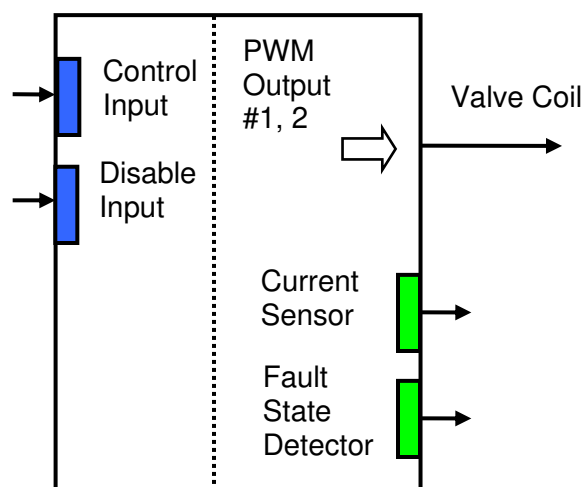 Control
Input
Disable
Input
PWM
Output
#1, 2
Valve Coil
Current
Sensor
Fault
State
Detector